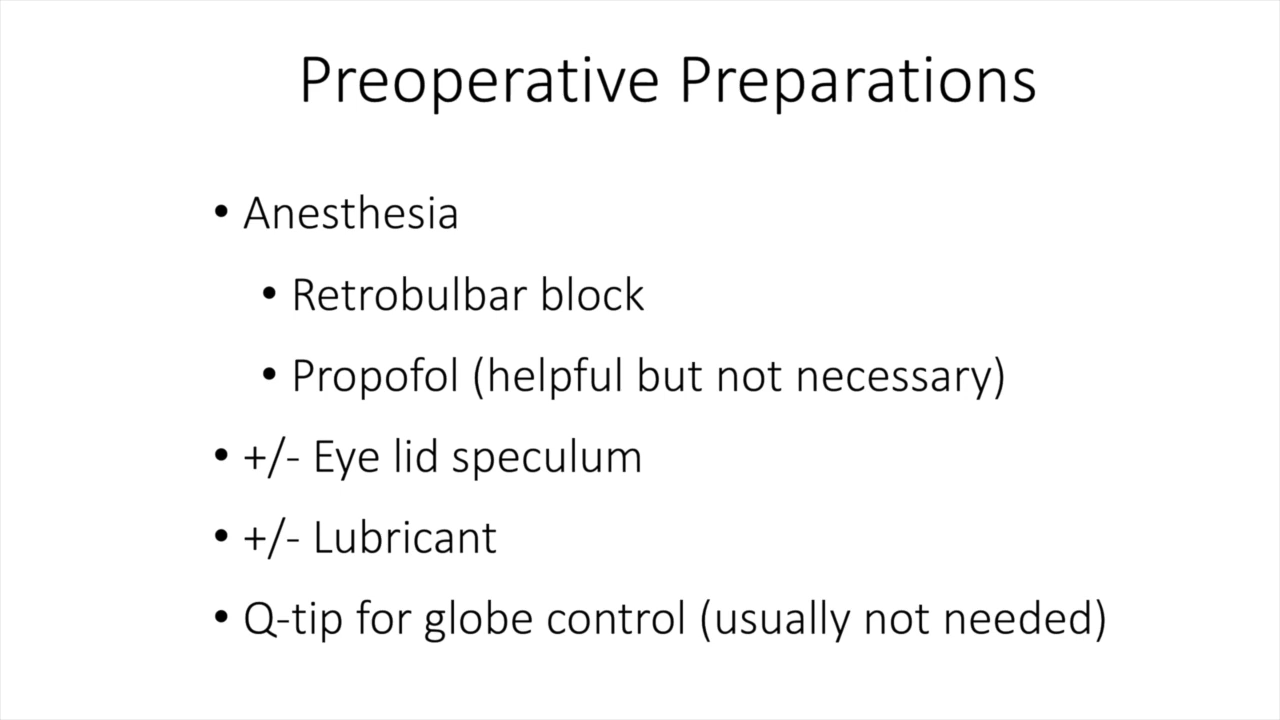 Preoperative Preparations
• Anesthesia
• Retrobulbar block
• Propofol (helpful but not necessary)
• +/- Eye lid speculum
• +/- Lubricant
• Q-tip for globe control (usually not needed)